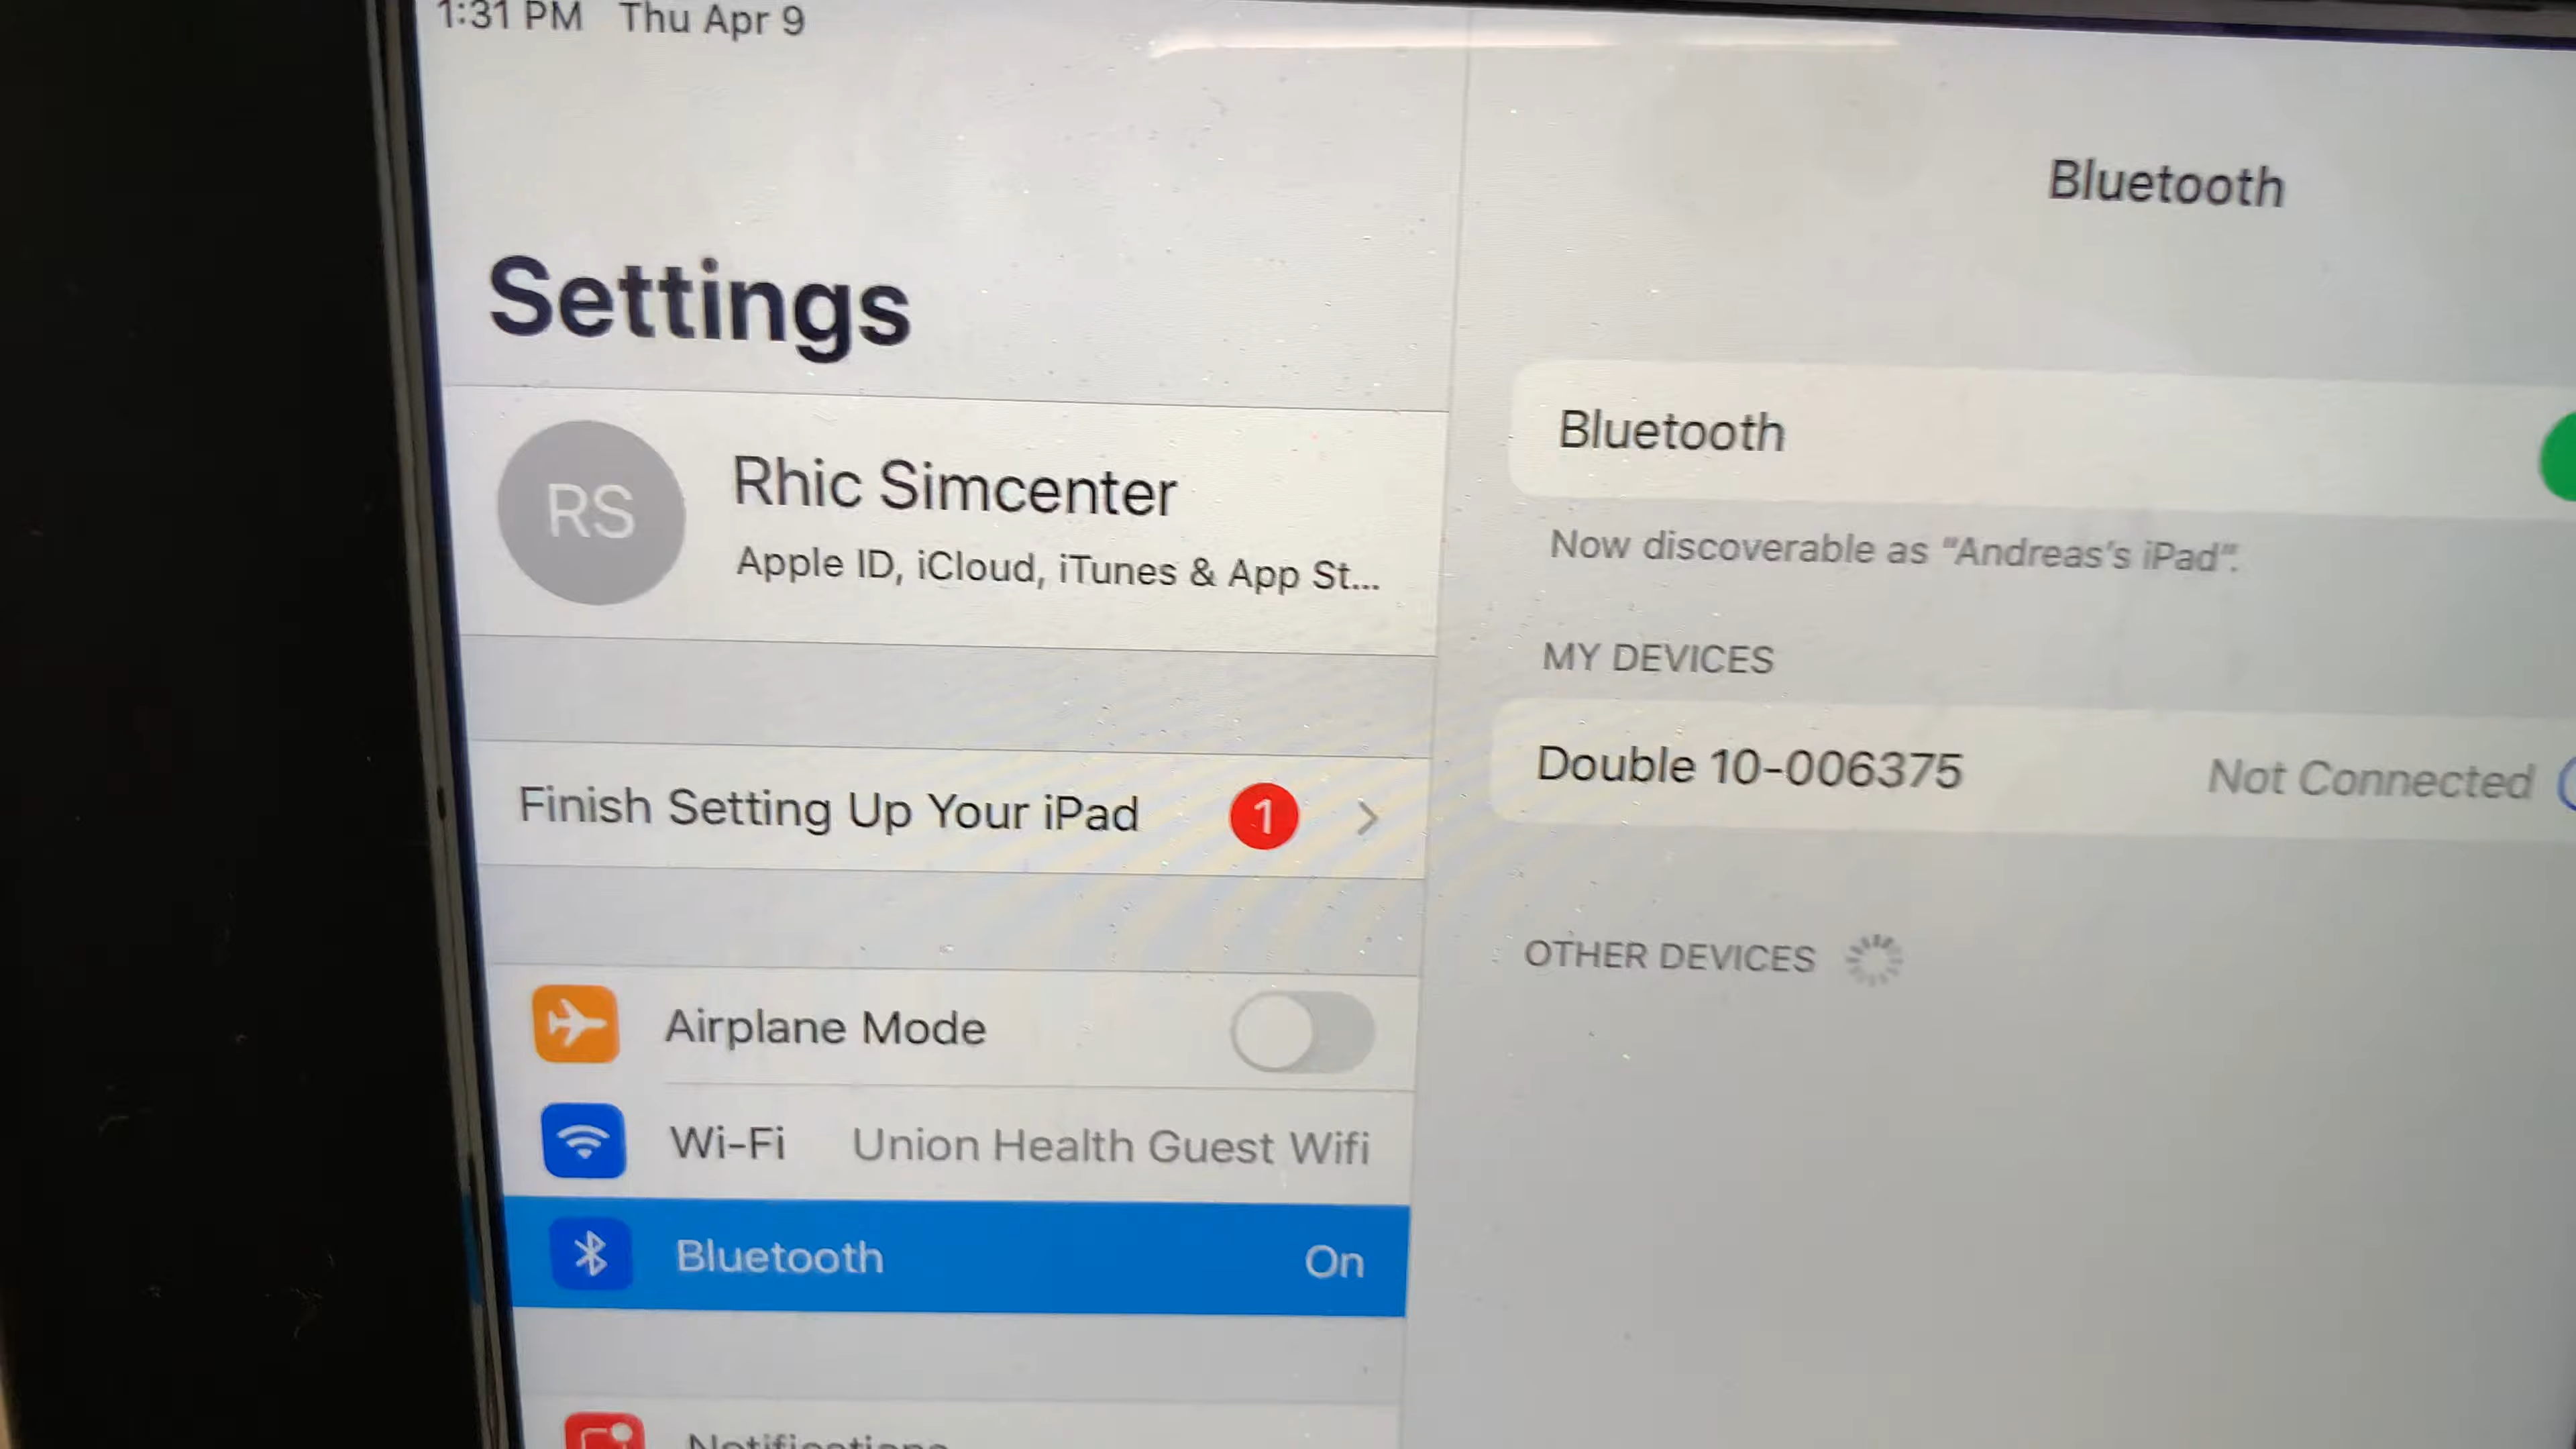 1:31 PM Thu Apr 9
Settings
RS
Rhic Simcenter
Apple ID, iCloud, iTunes & App St...
Finish Setting Up Your iPad 1
Airplane Mode
Wi-Fi Union Health Guest Wifi
Bluetooth On
Notifications
Bluetooth
Bluetooth
Now discoverable as “Andreas’s iPad”.
MY DEVICES
Double 10-006375 Not Connected
OTHER DEVICES